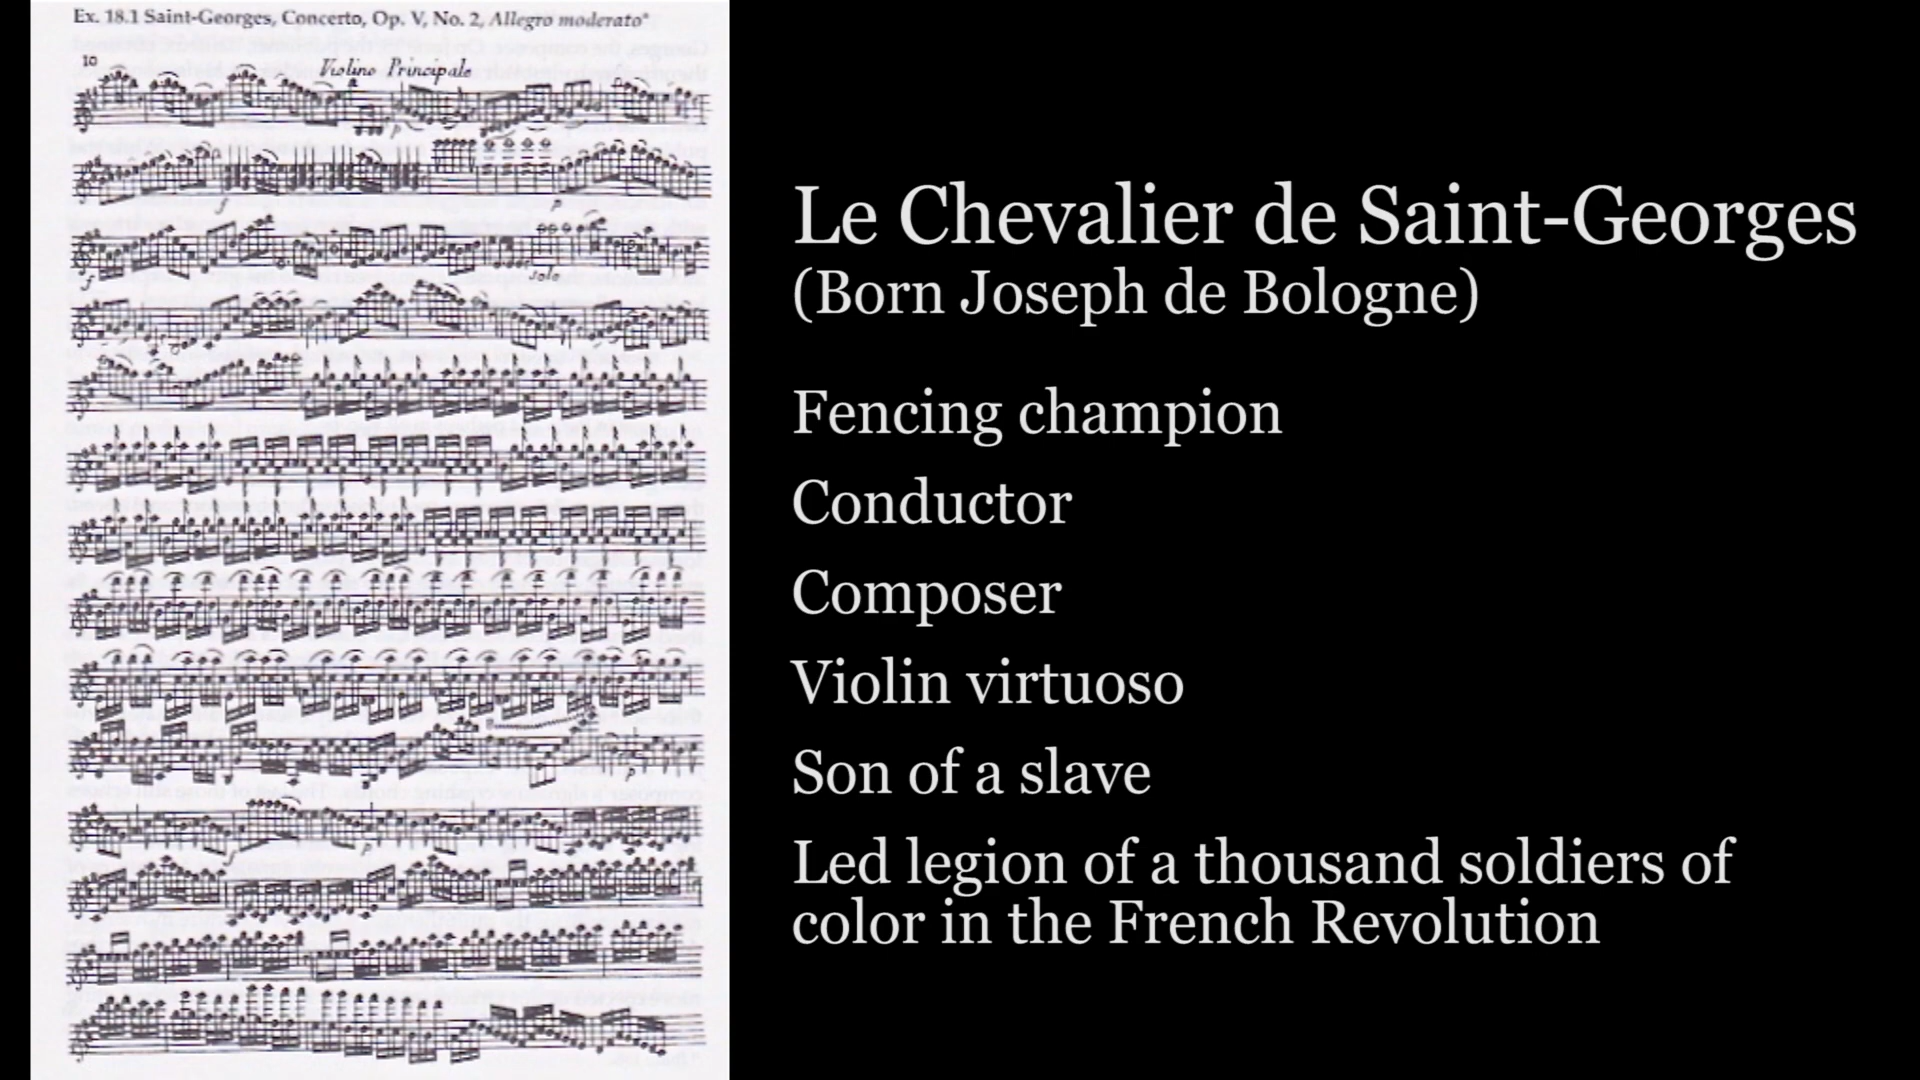 Ex. 18.1 Saint-Georges, Concerto, Op. V, No. 2, Allegro moderato*
10
Violino Principale
p
f
p
f
solo
p
f
p
Le Chevalier de Saint-Georges
(Born Joseph de Bologne)
Fencing champion
Conductor
Composer
Violin virtuoso
Son of a slave
Led legion of a thousand soldiers of
color in the French Revolution